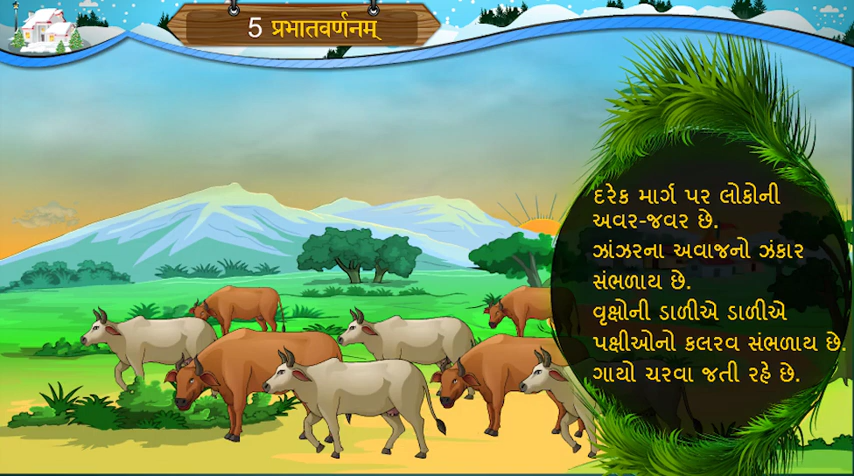 5 प्रभातवर्णनम्
દરેક માર્ગ પર લોકોની
અવર-જવર છે.
ઝાંઝરના અવાજનો ઝંકાર
સંભળાય છે.
વૃક્ષોની ડાળીએ ડાળીએ
પક્ષીઓનો કલરવ સંભળાય છે.
ગાયો ચરવા જતી રહે છે.